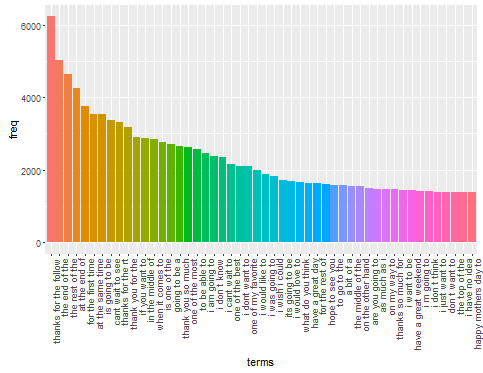 freq
6000
4000
2000
0
thanks for the follow
the end of the
the rest of the
at the end of
for the first time
at the same time
is going to be
cant wait to see
thanks for the rt
thank you for the
if you want to
in the middle of
when it comes to
is one of the
going to be a
thank you so much
one of the most
to be able to
i am going to
i don t know
i cant wait to
one of the best
i dont want to
one of my favorite
i would like to
i was going to
i wish i could
its going to be
i would love to
what do you think
have a great day
for the rest of
hope to see you
to go to the
a bit of a
the middle of the
on the other hand
are you going to
as much as i
on my way to
thanks so much for
i want to be
have a great weekend
i m going to
i don t think
i just want to
don t want to
the top of the
i have no idea
happy mothers day to
terms